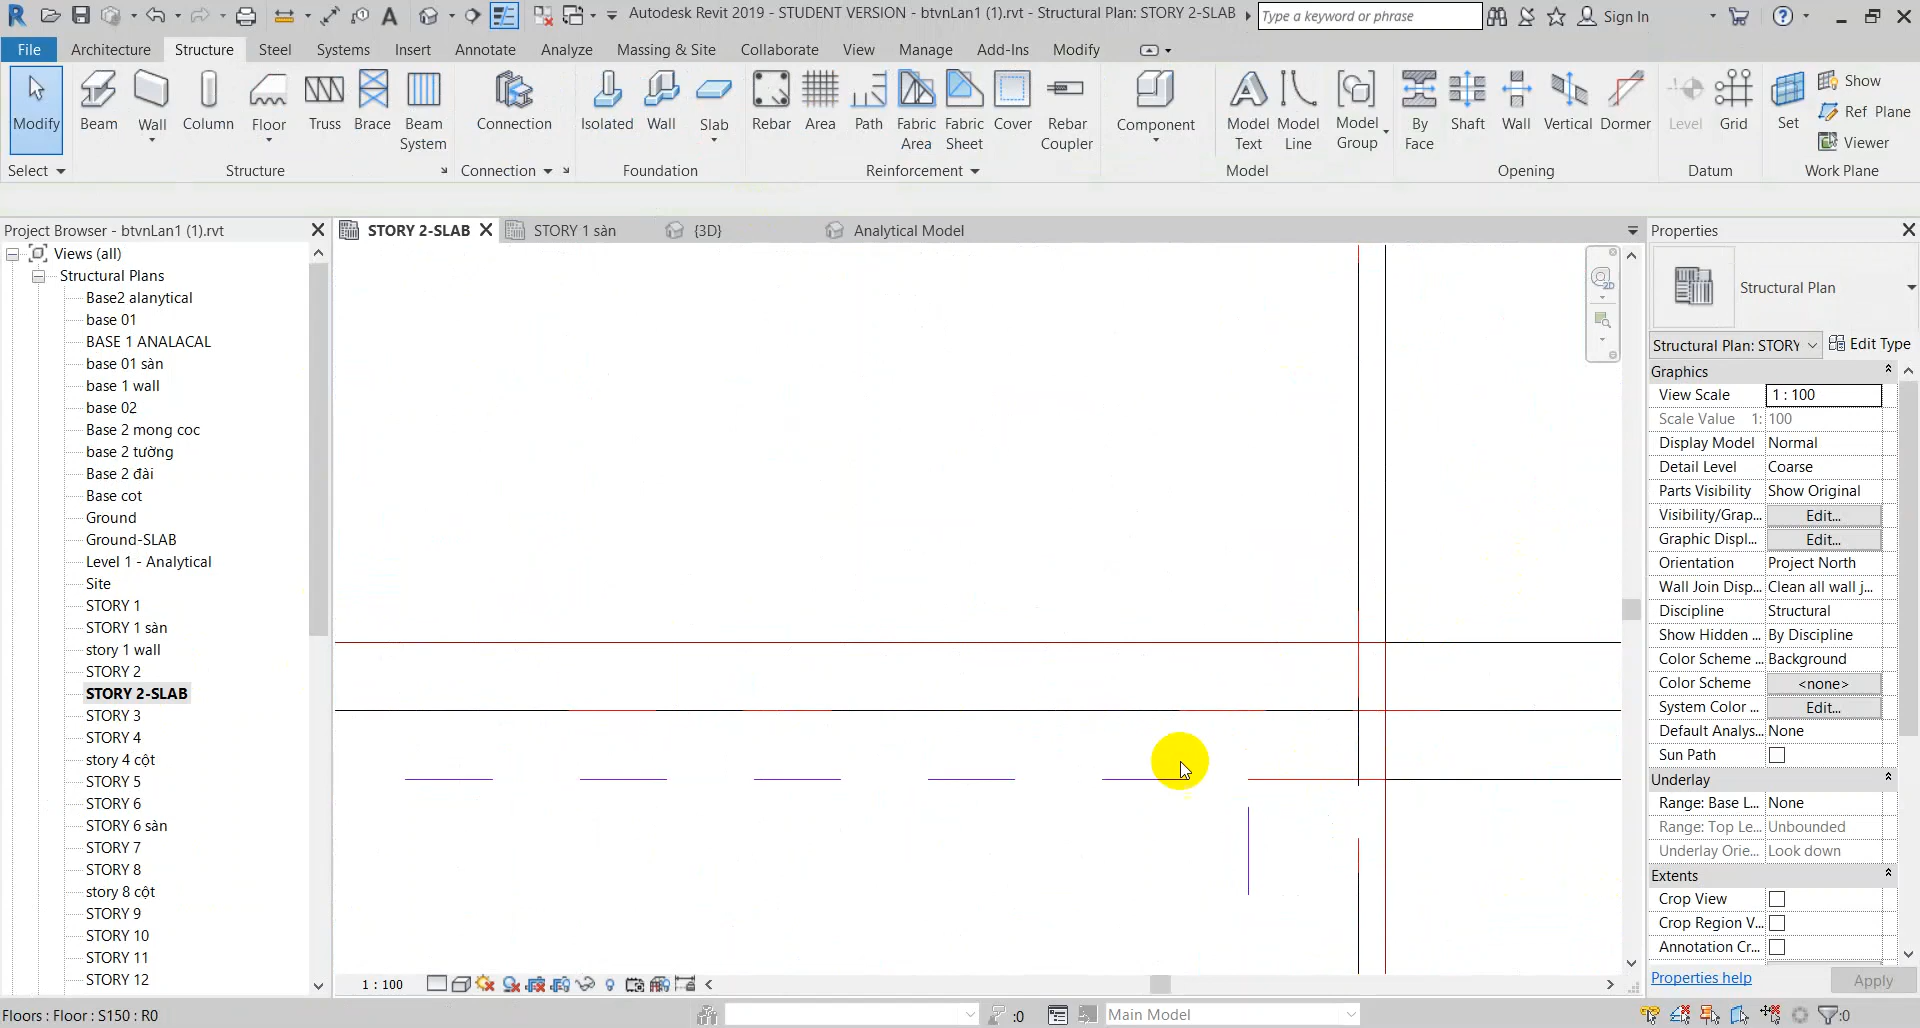 Autodesk Revit 2019 - STUDENT VERSION - btvnLan1 (1).rvt - Structural Plan: STORY 2-SLAB
Type a keyword or phrase
Sign In
File Architecture Structure Steel Systems Insert Annotate Analyze Massing & Site Collaborate View Manage Add-Ins Modify
Modify Beam Wall Column Floor Truss Brace Beam System Connection Isolated Wall Slab Rebar Area Path Fabric Area Fabric Sheet Cover Rebar Coupler Component Model Text Model Line Model Group By Face Shaft Wall Vertical Dormer Level Grid Set Show Ref Plane Viewer
Select Structure Connection Foundation Reinforcement Model Opening Datum Work Plane
Project Browser - btvnLan1 (1).rvt
Views (all)
Structural Plans
Base2 alanytical
base 01
BASE 1 ANALACAL
base 01 sàn
base 1 wall
base 02
Base 2 mong coc
base 2 tường
Base 2 đài
Base cot
Ground
Ground-SLAB
Level 1 - Analytical
Site
STORY 1
STORY 1 sàn
story 1 wall
STORY 2
STORY 2-SLAB
STORY 3
STORY 4
story 4 cột
STORY 5
STORY 6
STORY 6 sàn
STORY 7
STORY 8
story 8 cột
STORY 9
STORY 10
STORY 11
STORY 12
STORY 2-SLAB STORY 1 sàn {3D} Analytical Model
2D
1 : 100
Properties
Structural Plan
Structural Plan: STORY Edit Type
Graphics
View Scale 1 : 100
Scale Value 1: 100
Display Model Normal
Detail Level Coarse
Parts Visibility Show Original
Visibility/Grap... Edit...
Graphic Displ... Edit...
Orientation Project North
Wall Join Disp... Clean all wall j...
Discipline Structural
Show Hidden ... By Discipline
Color Scheme ... Background
Color Scheme <none>
System Color ... Edit...
Default Analys... None
Sun Path
Underlay
Range: Base L... None
Range: Top Le... Unbounded
Underlay Orie... Look down
Extents
Crop View
Crop Region V...
Annotation Cr...
Properties help Apply
Floors : Floor : S150 : R0 :0 Main Model :0